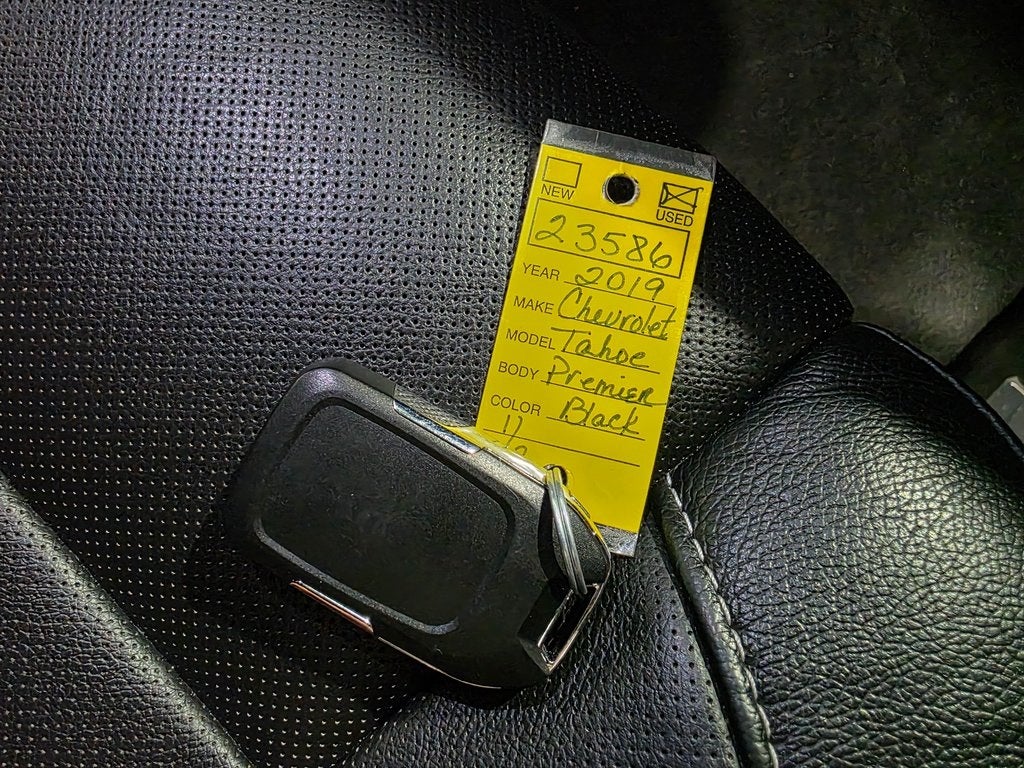 NEW USED
23586
YEAR 2019
MAKE Chevrolet
MODEL Tahoe
BODY Premier
COLOR Black